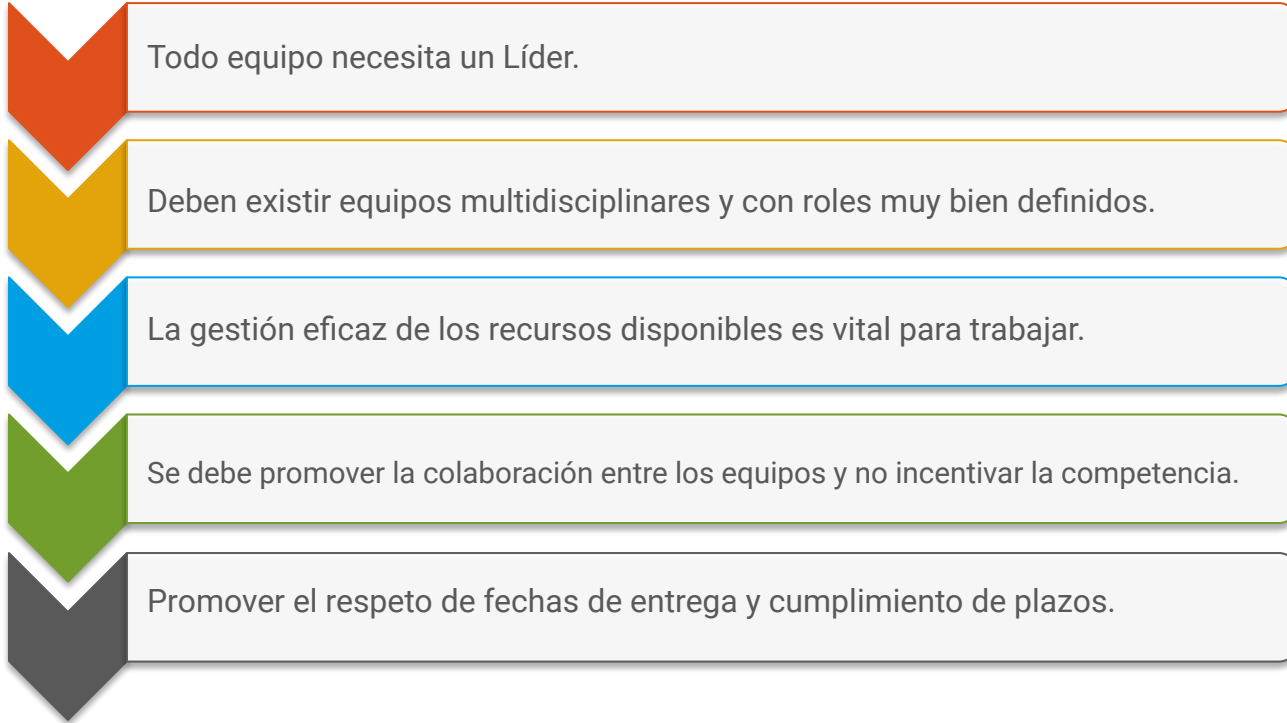 Todo equipo necesita un Líder.
Deben existir equipos multidisciplinares y con roles muy bien definidos.
La gestión eficaz de los recursos disponibles es vital para trabajar.
Se debe promover la colaboración entre los equipos y no incentivar la competencia.
Promover el respeto de fechas de entrega y cumplimiento de plazos.